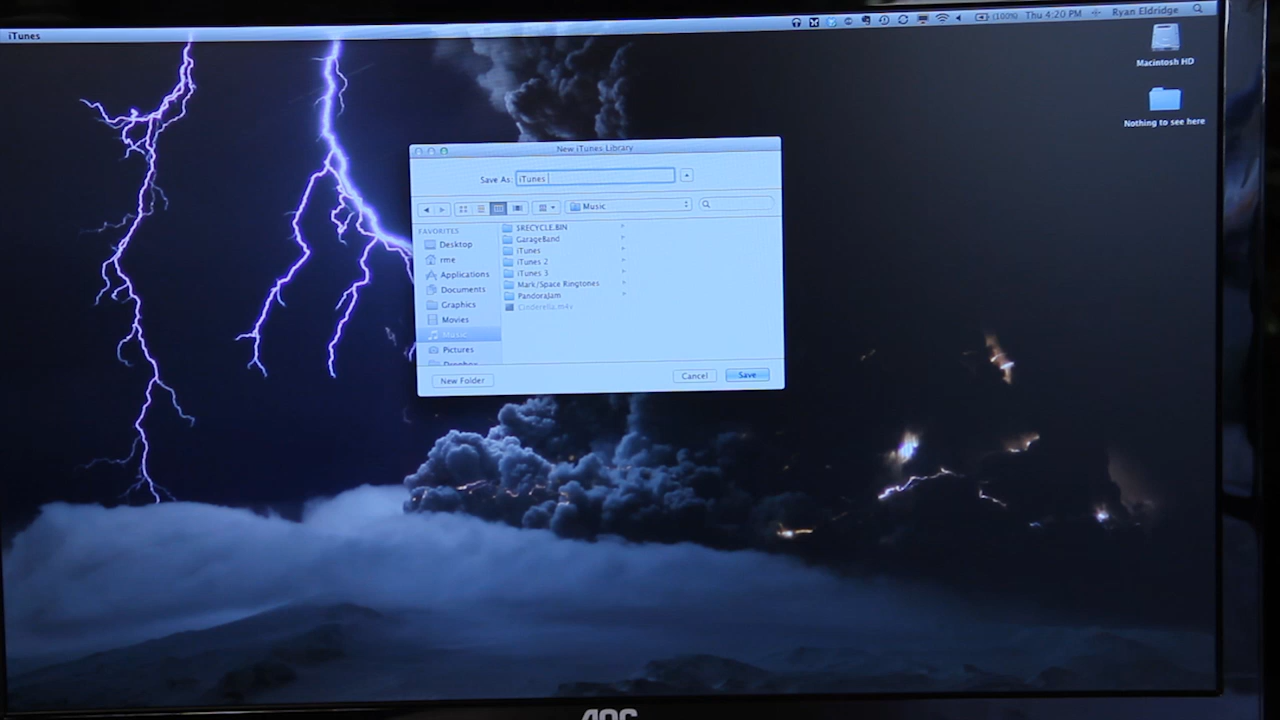 iTunes
(100%) Thu 4:20 PM Ryan Eldridge
Macintosh HD
Nothing to see here
New iTunes Library
Save As: iTunes
Music
FAVORITES
Desktop
rme
Applications
Documents
Graphics
Movies
Music
Pictures
Dropbox
$RECYCLE.BIN
GarageBand
iTunes
iTunes 2
iTunes 3
Mark/Space Ringtones
PandoraJam
Cinderella.m4v
New Folder
Cancel
Save
AOC